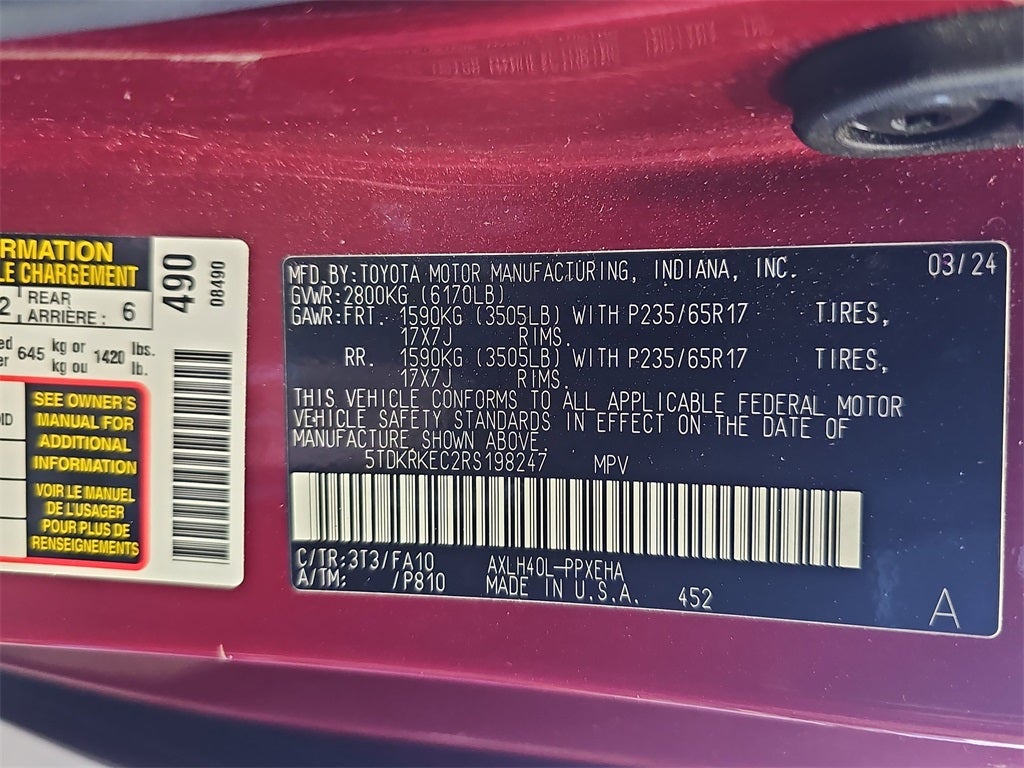 RMATION
LE CHARGEMENT
2 REAR ARRIÈRE : 6
645 kg or kg ou 1420 lbs. lb.
SEE OWNER'S
MANUAL FOR
ADDITIONAL
INFORMATION
VOIR LE MANUEL
DE L'USAGER
POUR PLUS DE
RENSEIGNEMENTS
490
08490
MFD.BY:TOYOTA MOTOR MANUFACTURING, INDIANA, INC. 03/24
GVWR:2800KG (6170LB)
GAWR:FRT. 1590KG (3505LB) WITH P235/65R17 TIRES,
17X7J RIMS.
RR. 1590KG (3505LB) WITH P235/65R17 TIRES,
17X7J RIMS.
THIS VEHICLE CONFORMS TO ALL APPLICABLE FEDERAL MOTOR
VEHICLE SAFETY STANDARDS IN EFFECT ON THE DATE OF
MANUFACTURE SHOWN ABOVE.
5TDKRKEC2RS198247 MPV
C/TR:3T3/FA10 AXLH40L-PPXEHA
A/TM: /P810 MADE IN U.S.A. 452
A